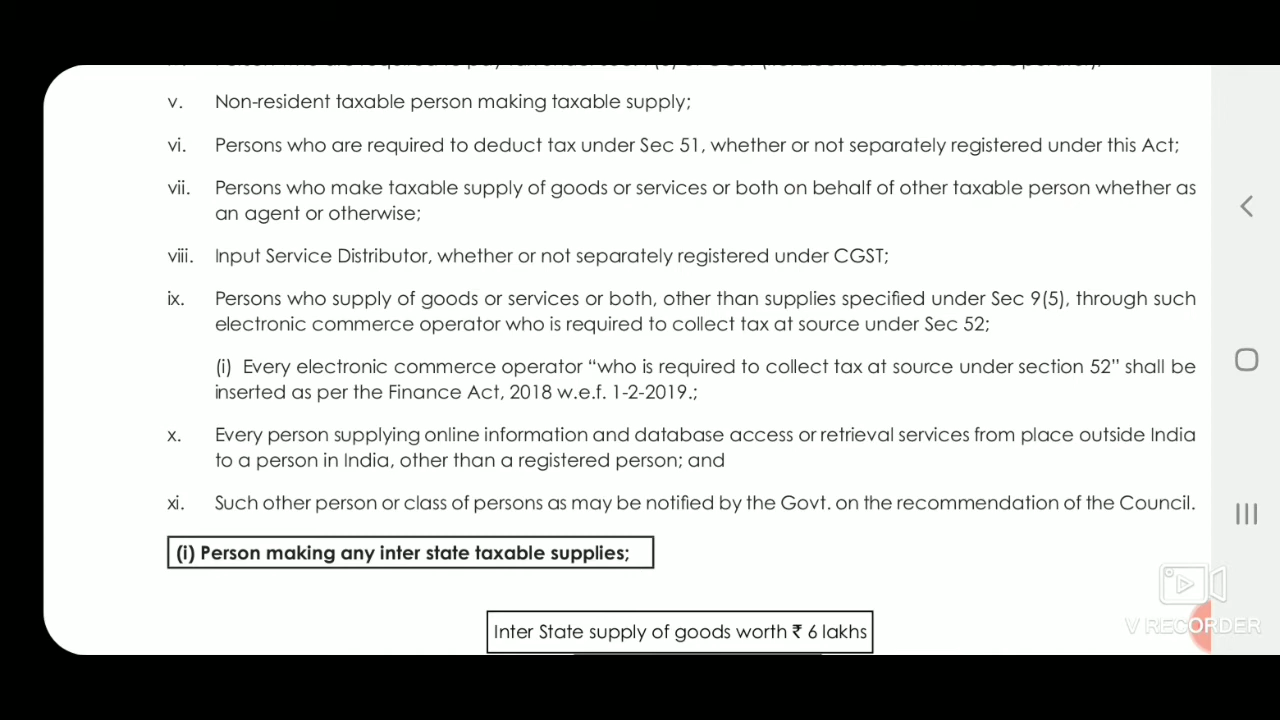 v. Non-resident taxable person making taxable supply;
vi. Persons who are required to deduct tax under Sec 51, whether or not separately registered under this Act;
vii. Persons who make taxable supply of goods or services or both on behalf of other taxable person whether as
an agent or otherwise;
viii. Input Service Distributor, whether or not separately registered under CGST;
ix. Persons who supply of goods or services or both, other than supplies specified under Sec 9(5), through such
electronic commerce operator who is required to collect tax at source under Sec 52;
(i) Every electronic commerce operator “who is required to collect tax at source under section 52” shall be
inserted as per the Finance Act, 2018 w.e.f. 1-2-2019.;
x. Every person supplying online information and database access or retrieval services from place outside India
to a person in India, other than a registered person; and
xi. Such other person or class of persons as may be notified by the Govt. on the recommendation of the Council.
(i) Person making any inter state taxable supplies;
Inter State supply of goods worth ₹ 6 lakhs
V RECORDER